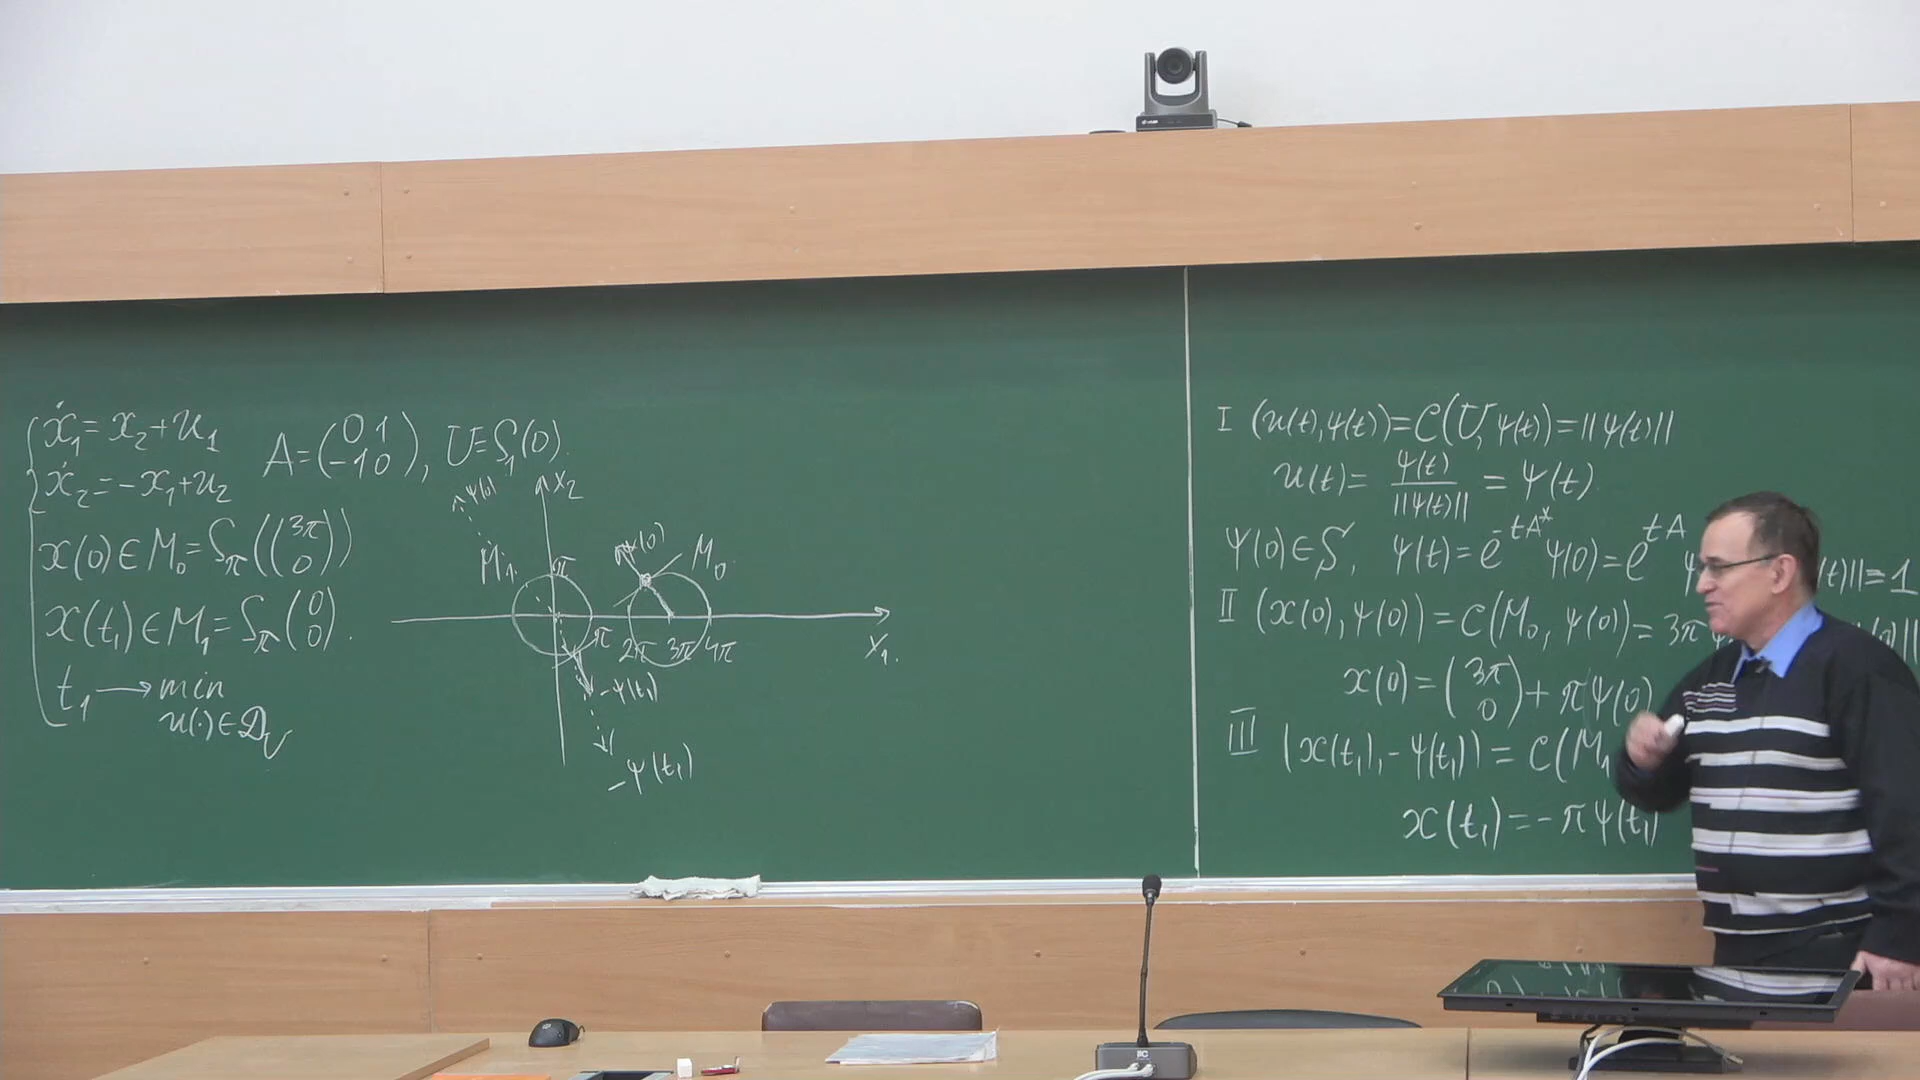 ẋ₁ = x₂ + u₁
ẋ₂ = -x₁ + u₂
A = (0 1 -1 0), U = S₁(0).
x(0) ∈ M₀ = S_π((3π 0))
x(t₁) ∈ M₁ = S_π(0 0).
t₁ → min
u(·) ∈ D_U
ψ(0)
x₂
M₁
π
ψ(0)
M₀
π 2π 3π 4π
x₁.
-ψ(t₁)
-ψ(t₁)
I (u(t), ψ(t)) = C(U, ψ(t)) = ||ψ(t)||
u(t) = ψ(t) / ||ψ(t)|| = ψ(t).
ψ(0) ∈ S, ψ(t) = e^{-tA*} ψ(0) = e^{tA} ψ (t)|| = 1
II (x(0), ψ(0)) = C(M₀, ψ(0)) = 3π
x(0) = (3π 0) + πψ(0)
III (x(t₁), -ψ(t₁)) = C(M₁
x(t₁) = -πψ(t₁)